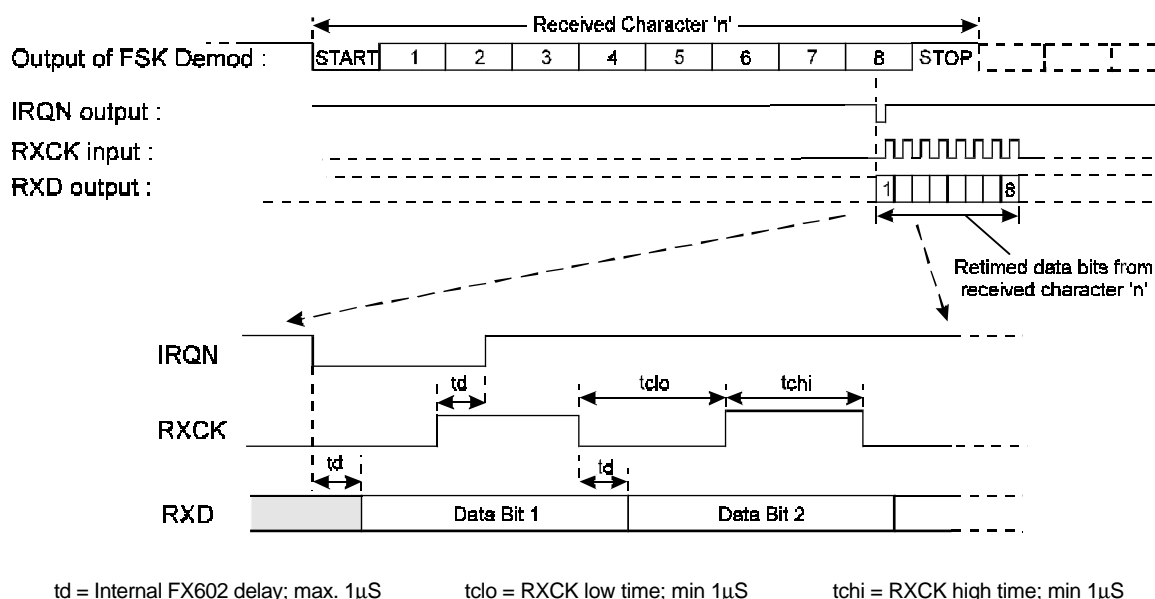 Received Character 'n'
Output of FSK Demod : START 1 2 3 4 5 6 7 8 STOP
IRQN output :
RXCK input :
RXD output : 1 8
Retimed data bits from
received character 'n'
IRQN
td tclo tchi
RXCK
td td
RXD Data Bit 1 Data Bit 2
td = Internal FX602 delay; max. 1µS tclo = RXCK low time; min 1µS tchi = RXCK high time; min 1µS